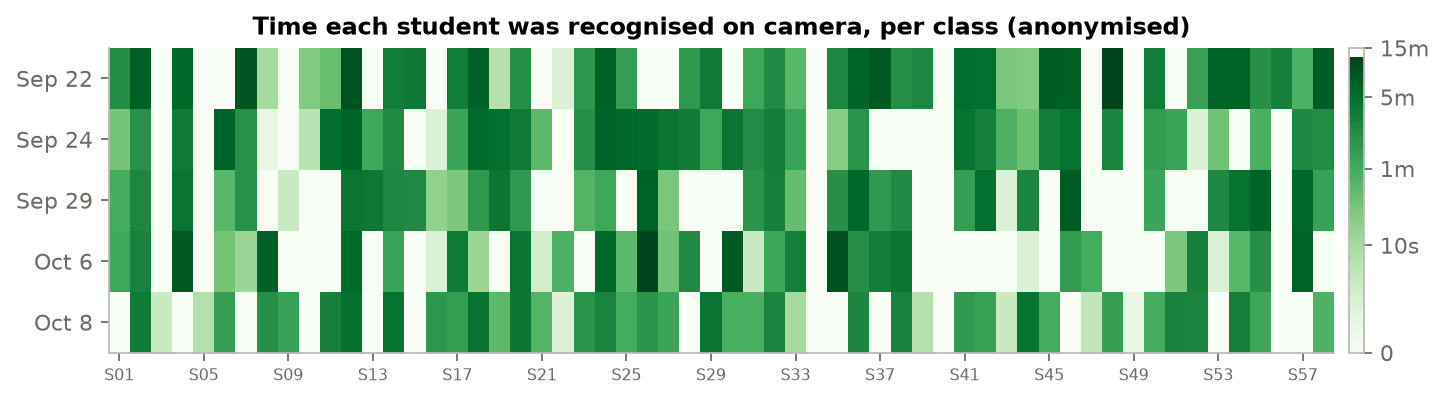 Time each student was recognised on camera, per class (anonymised)
Sep 22
Sep 24
Sep 29
Oct 6
Oct 8
S01 S05 S09 S13 S17 S21 S25 S29 S33 S37 S41 S45 S49 S53 S57
15m
5m
1m
10s
0